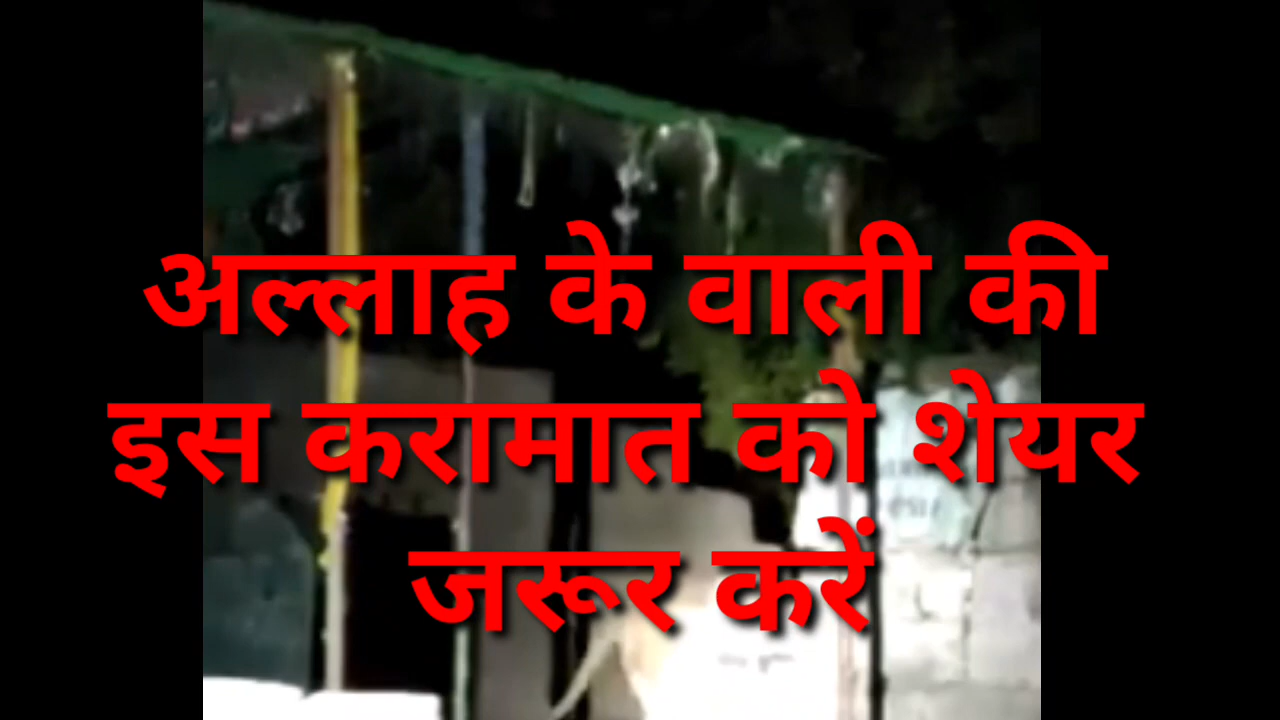 अल्लाह के वाली की
इस करामात को शेयर
जरूर करें